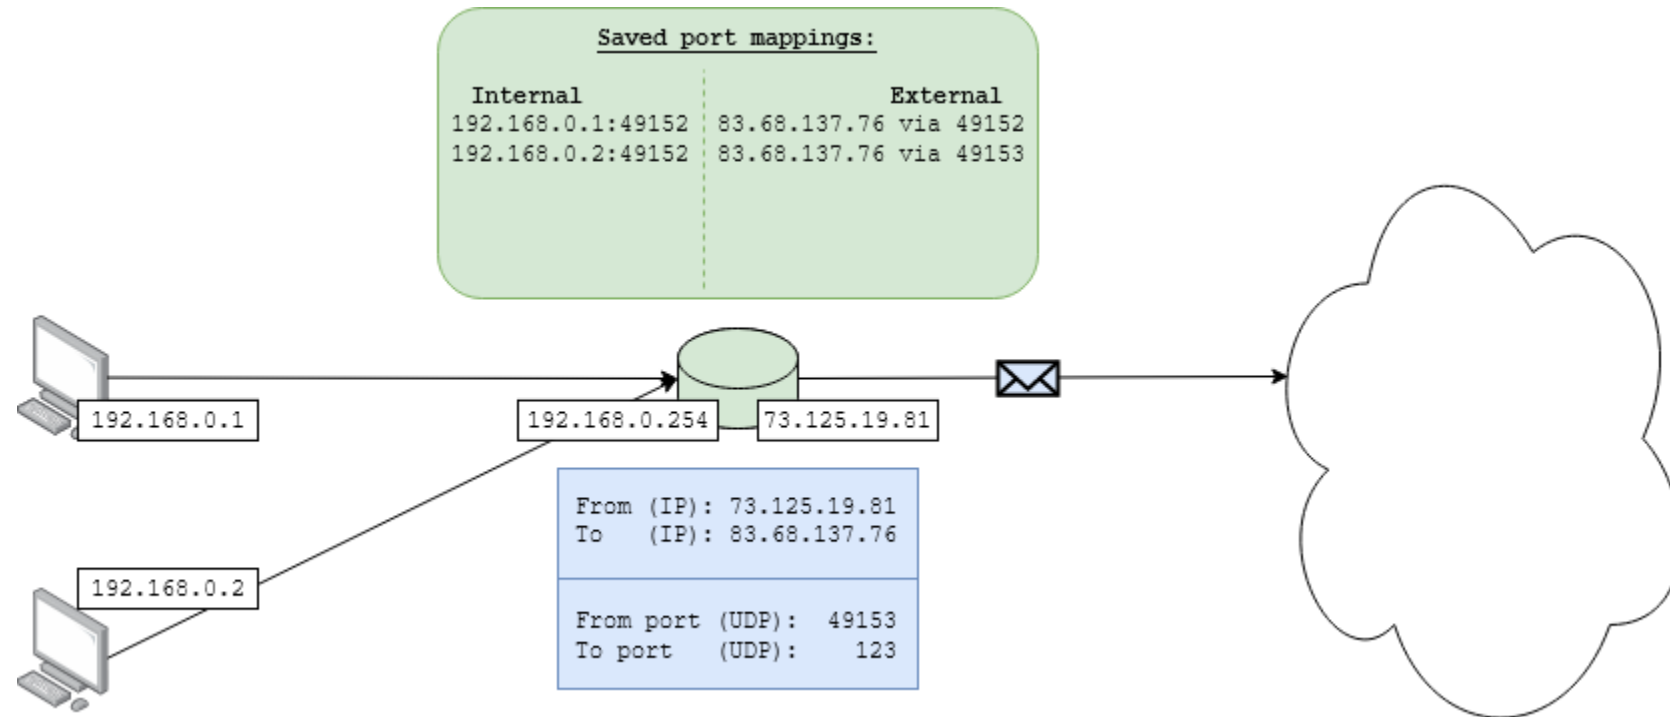 Saved port mappings:
Internal External
192.168.0.1:49152 83.68.137.76 via 49152
192.168.0.2:49152 83.68.137.76 via 49153
192.168.0.1
192.168.0.254
73.125.19.81
From (IP): 73.125.19.81
To (IP): 83.68.137.76
192.168.0.2
From port (UDP): 49153
To port (UDP): 123